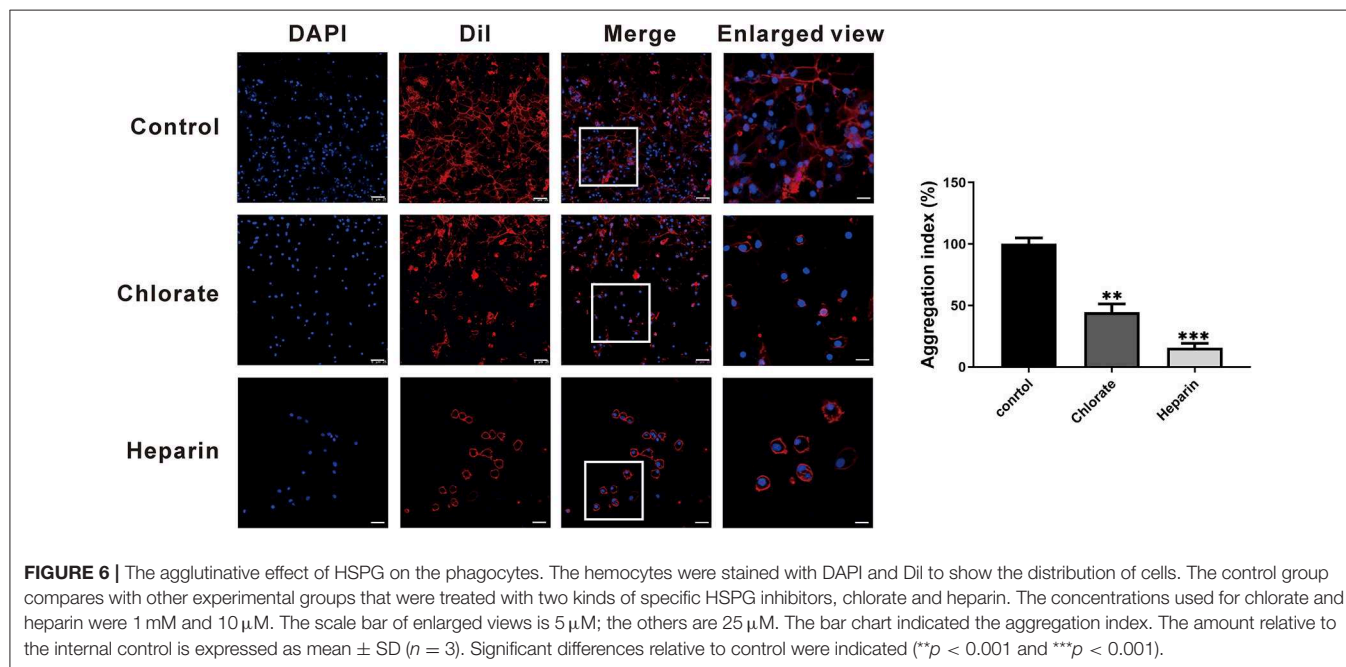 DAPI Dil Merge Enlarged view
Control
Chlorate
Heparin
Aggregation index (%)
150
100
50
0
**
***
conrtol
Chlorate
Heparin
FIGURE 6 | The agglutinative effect of HSPG on the phagocytes. The hemocytes were stained with DAPI and Dil to show the distribution of cells. The control group
compares with other experimental groups that were treated with two kinds of specific HSPG inhibitors, chlorate and heparin. The concentrations used for chlorate and
heparin were 1 mM and 10 μM. The scale bar of enlarged views is 5 μM; the others are 25 μM. The bar chart indicated the aggregation index. The amount relative to
the internal control is expressed as mean ± SD (n = 3). Significant differences relative to control were indicated (**p < 0.001 and ***p < 0.001).